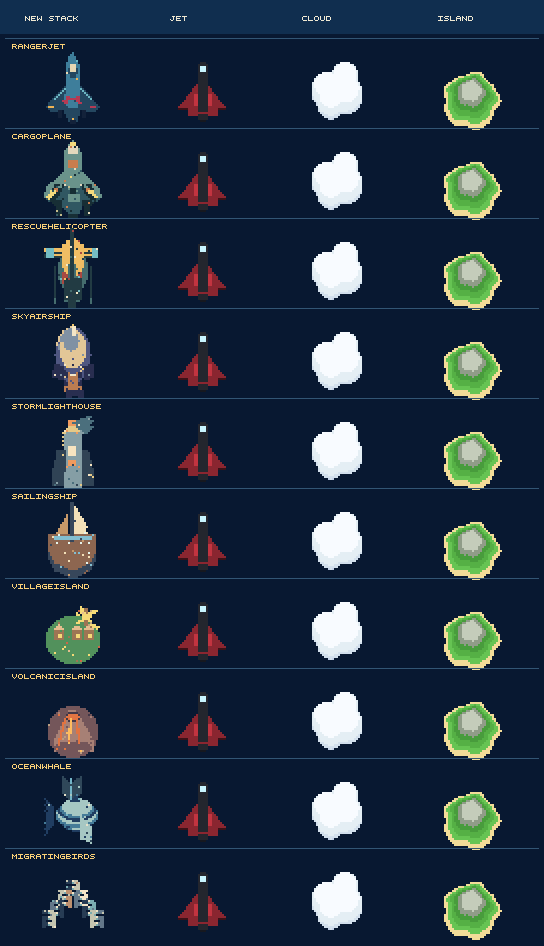 NEW STACK JET CLOUD ISLAND
RANGERJET
CARGOPLANE
RESCUEHELICOPTER
SKYAIRSHIP
STORMLIGHTHOUSE
SAILINGSHIP
VILLAGEISLAND
VOLCANICISLAND
OCEANWHALE
MIGRATINGBIRDS